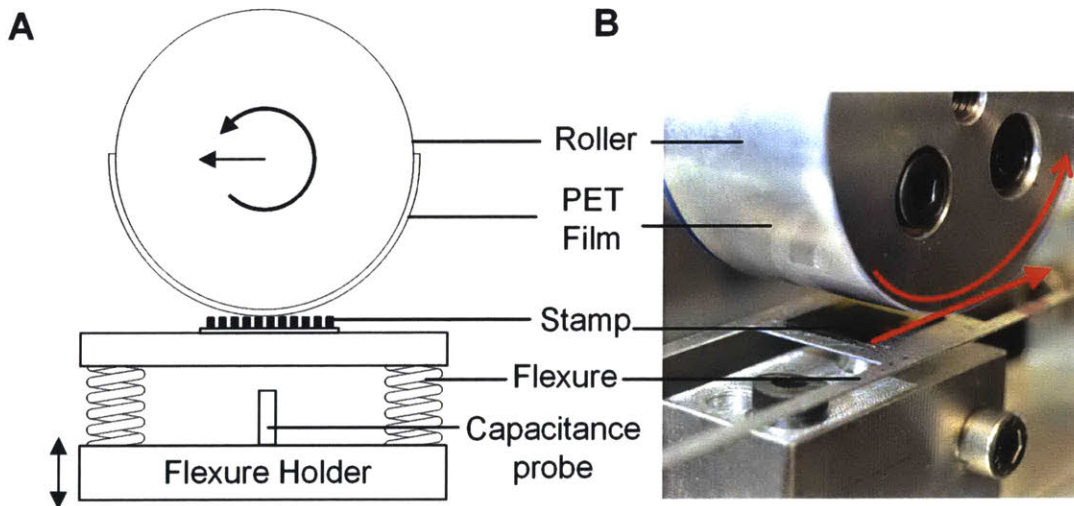 A
B
Roller
PET
Film
Stamp
Flexure
Capacitance
probe
Flexure Holder